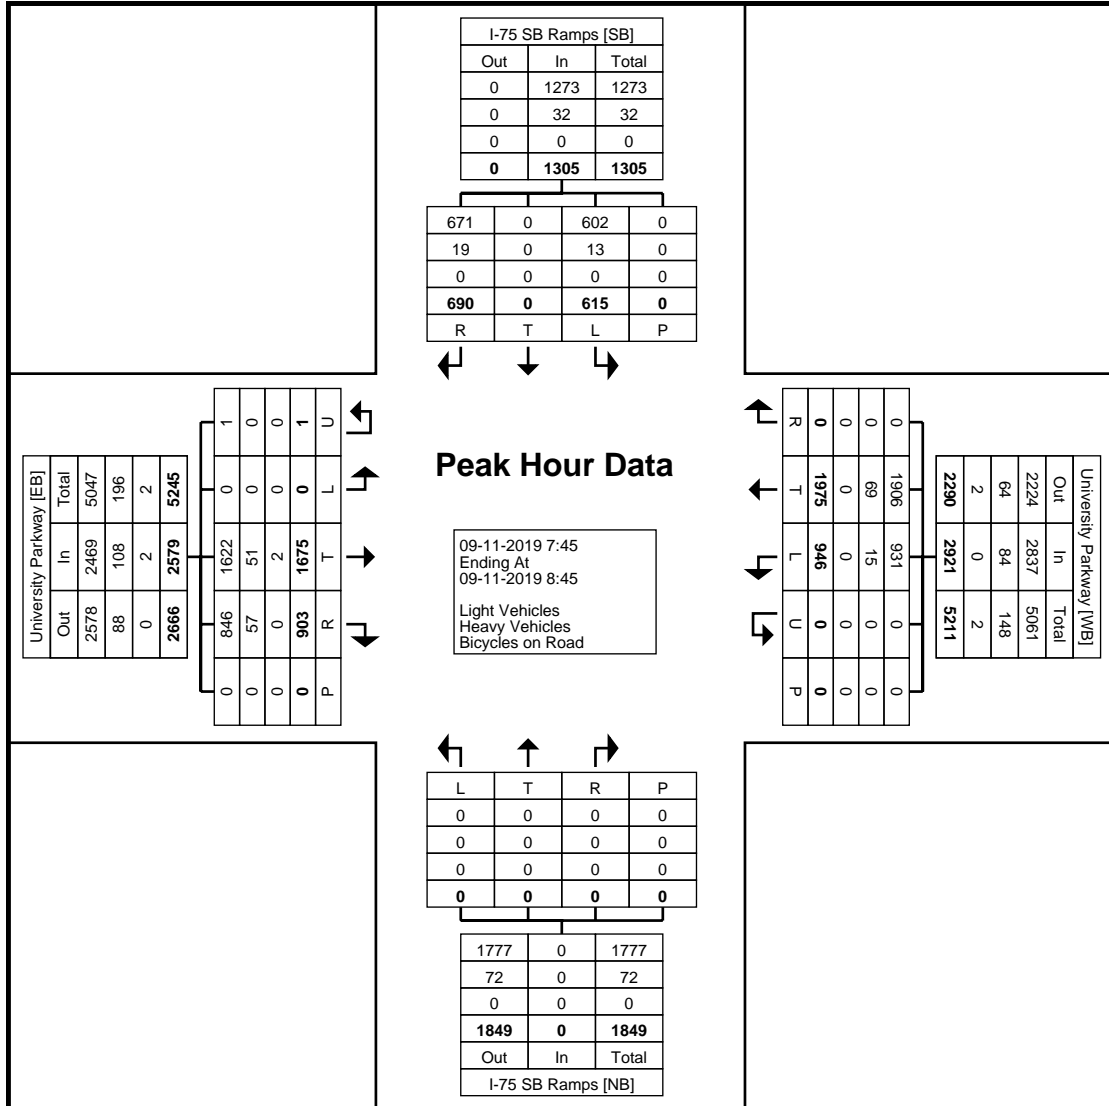 I-75 SB Ramps [SB]
Out In Total
0 1273 1273
0 32 32
0 0 0
0 1305 1305
671 0 602 0
19 0 13 0
0 0 0 0
690 0 615 0
R T L P
University Parkway [EB]
Out In Total
2578 2469 5047
88 108 196
0 2 2
2666 2579 5245
0 846 1622 0 1
0 57 51 0 0
0 0 2 0 0
0 903 1675 0 1
P R T L U
Peak Hour Data
09-11-2019 7:45
Ending At
09-11-2019 8:45
Light Vehicles
Heavy Vehicles
Bicycles on Road
University Parkway [WB]
Out In Total
2224 2837 5061
64 84 148
2 0 2
2290 2921 5211
0 1906 931 0 0
0 69 15 0 0
0 0 0 0 0
0 1975 946 0 0
R T L U P
L T R P
0 0 0 0
0 0 0 0
0 0 0 0
0 0 0 0
1777 0 1777
72 0 72
0 0 0
1849 0 1849
Out In Total
I-75 SB Ramps [NB]